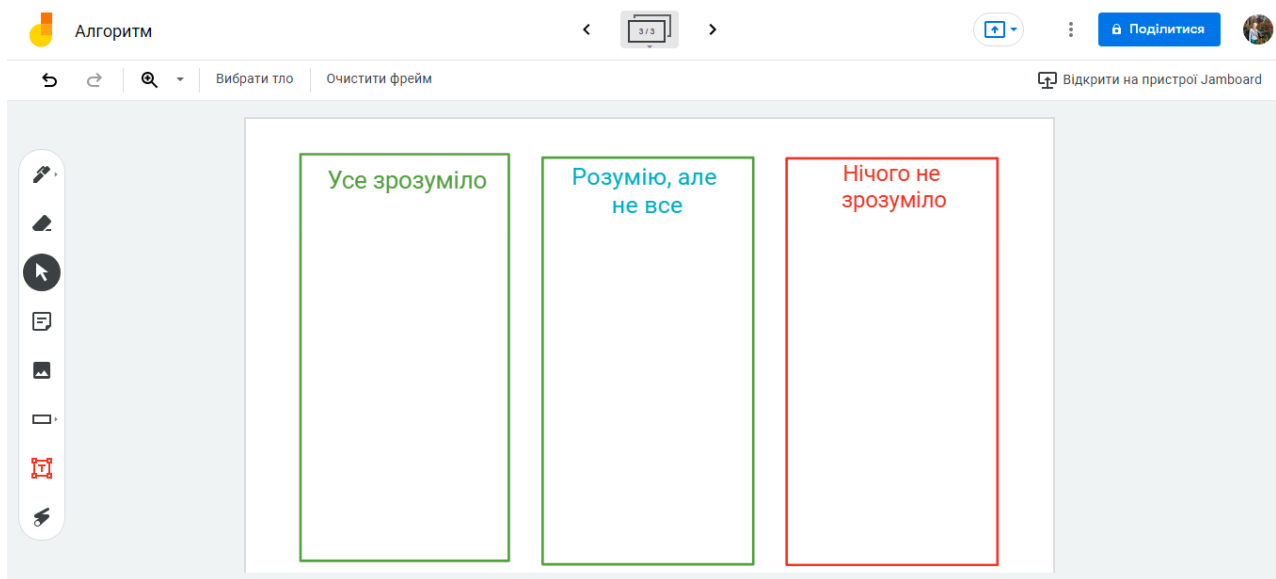 Алгоритм
3 / 3
Поділитися
Вибрати тло
Очистити фрейм
Відкрити на пристрої Jamboard
Усе зрозуміло
Розумію, але
не все
Нічого не
зрозуміло